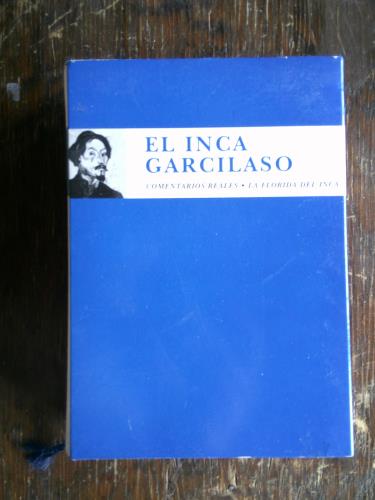 EL INCA
GARCILASO
COMENTARIOS REALES • LA FLORIDA DEL INCA